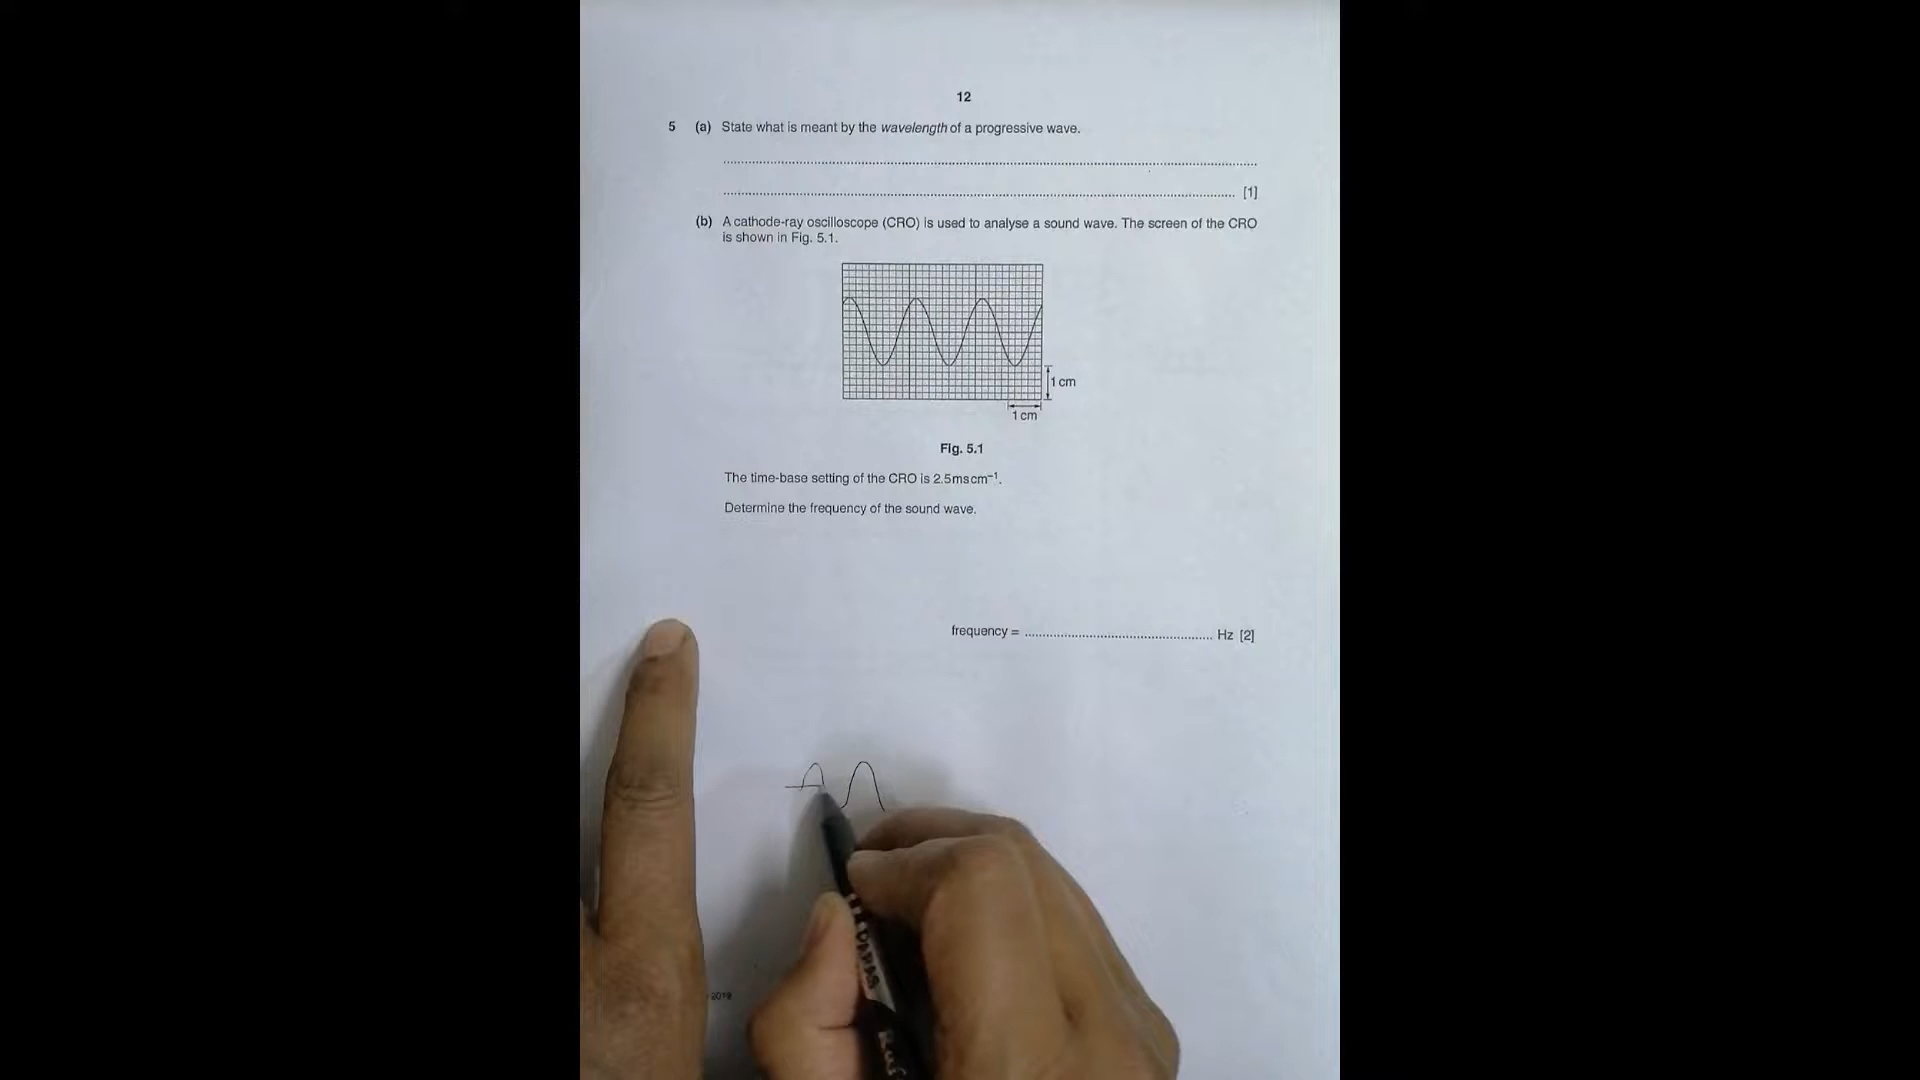 12
5 (a) State what is meant by the wavelength of a progressive wave.
[1]
(b) A cathode-ray oscilloscope (CRO) is used to analyse a sound wave. The screen of the CRO
is shown in Fig. 5.1.
1 cm
1 cm
Fig. 5.1
The time-base setting of the CRO is 2.5 ms cm⁻¹.
Determine the frequency of the sound wave.
frequency = ........................................................ Hz [2]
2019